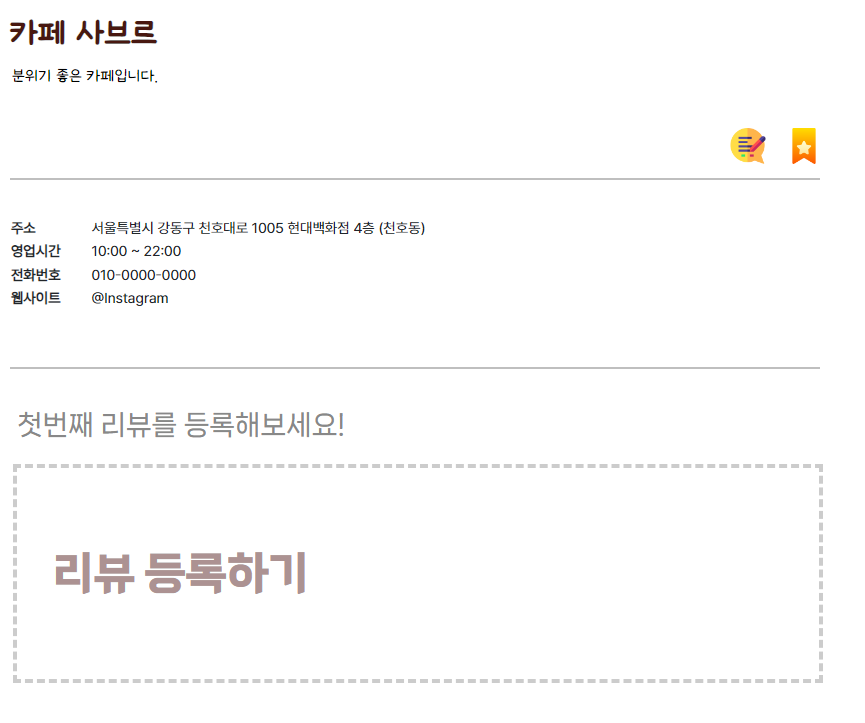 카페 사브르
분위기 좋은 카페입니다.
주소 서울특별시 강동구 천호대로 1005 현대백화점 4층 (천호동)
영업시간 10:00 ~ 22:00
전화번호 010-0000-0000
웹사이트 @Instagram
첫번째 리뷰를 등록해보세요!
리뷰 등록하기